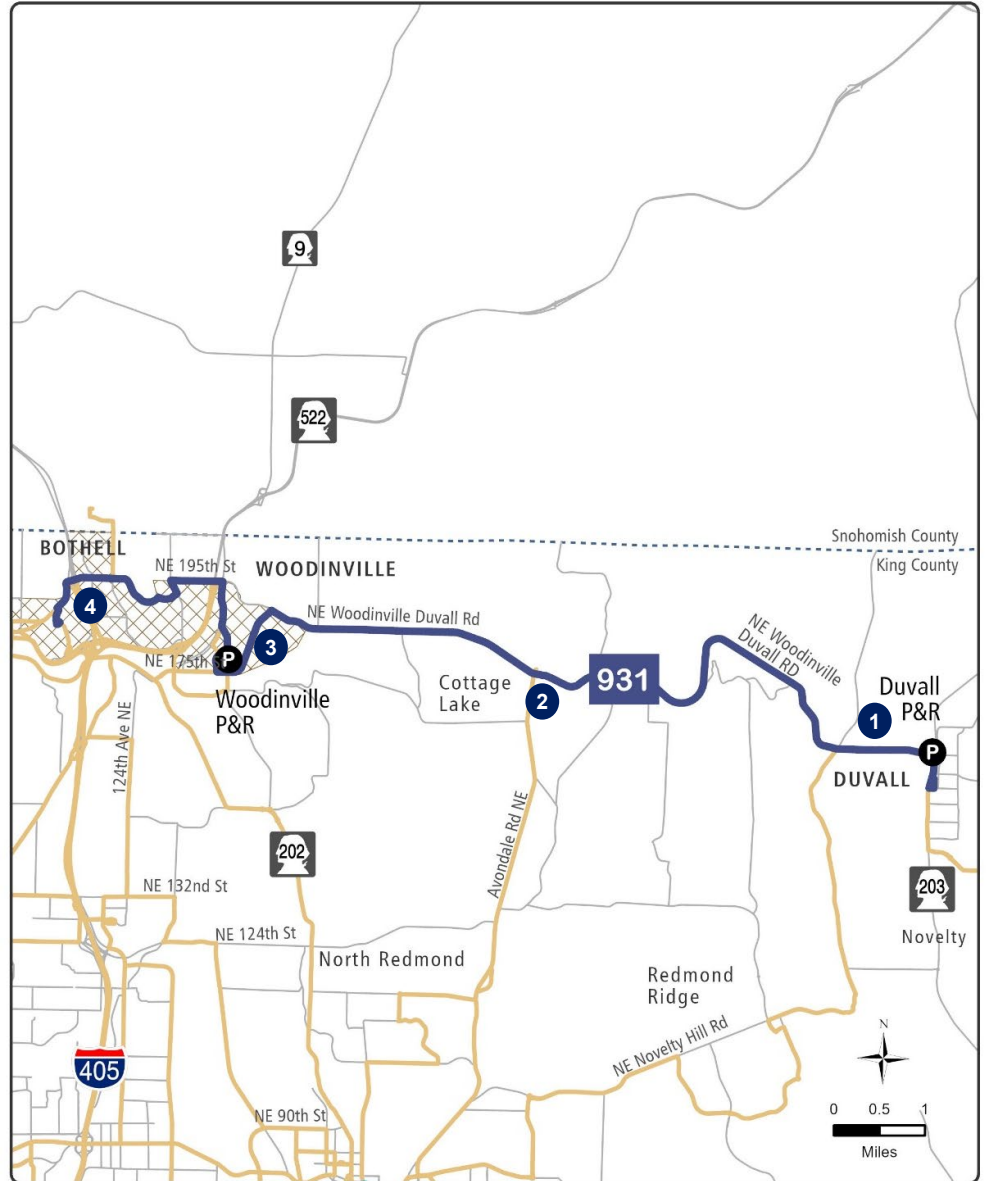 9
522
Snohomish County
King County
BOTHELL
NE 195th St
WOODINVILLE
4
NE Woodinville Duvall Rd
3
NE 175th S
P
Woodinville
P&R
NE Woodinville
Duvall RD
931
Cottage
Lake
2
Duvall
P&R
1
P
DUVALL
124th Ave NE
Avondale Rd NE
202
203
NE 132nd St
NE 124th St
Novelty
North Redmond
Redmond
Ridge
NE Novelty Hill Rd
N
405
NE 90th St
0 0.5 1
Miles